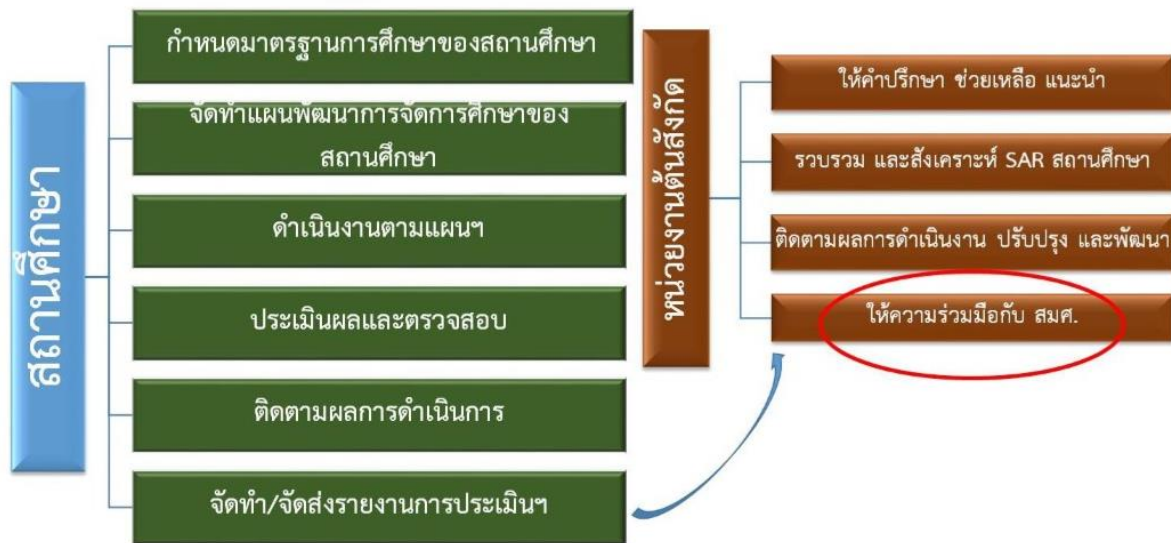 สถานศึกษา
กำหนดมาตรฐานการศึกษาของสถานศึกษา
จัดทำแผนพัฒนาการจัดการศึกษาของ
สถานศึกษา
ดำเนินงานตามแผนฯ
ประเมินผลและตรวจสอบ
ติดตามผลการดำเนินการ
จัดทำ/จัดส่งรายงานการประเมินฯ
หน่วยงานต้นสังกัด
ให้คำปรึกษา ช่วยเหลือ แนะนำ
รวบรวม และสังเคราะห์ SAR สถานศึกษา
ติดตามผลการดำเนินงาน ปรับปรุง และพัฒนา
ให้ความร่วมมือกับ สมศ.